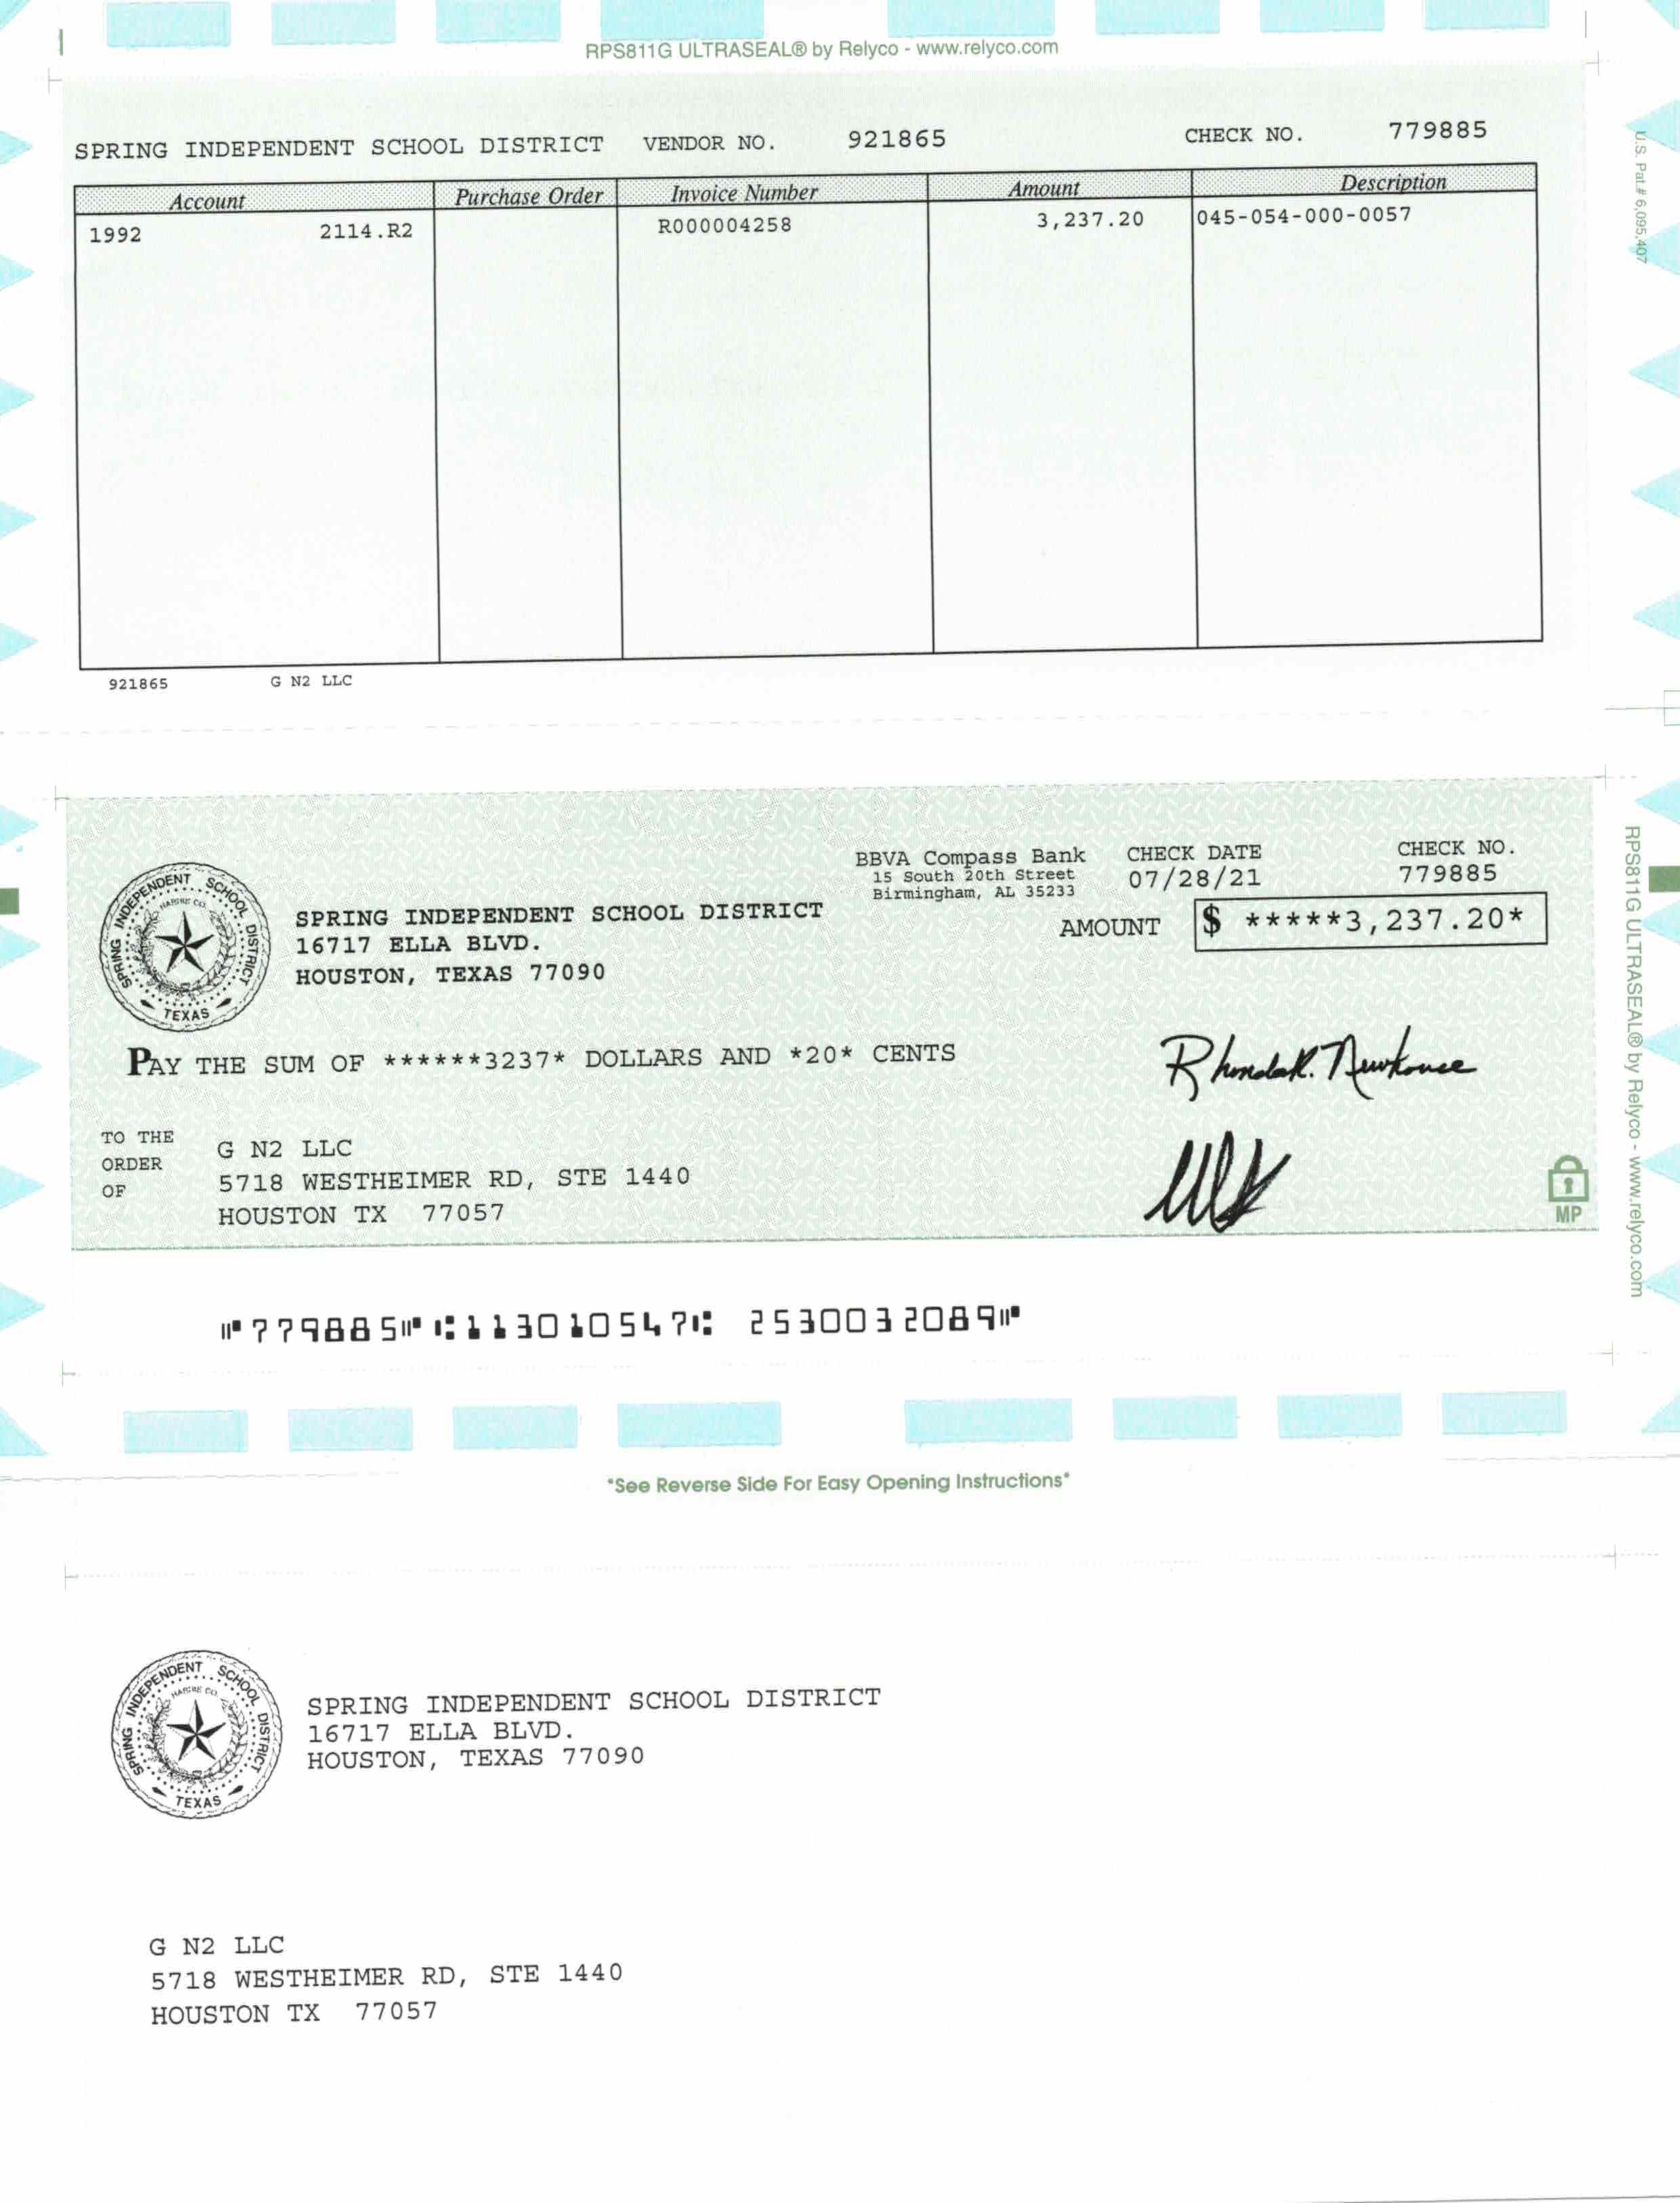 RPS811G ULTRASEAL® by Relyco - www.relyco.com
SPRING INDEPENDENT SCHOOL DISTRICT VENDOR NO. 921865 CHECK NO. 779885
Account Purchase Order Invoice Number Amount Description
1992 2114.R2 R000004258 3,237.20 045-054-000-0057
921865 G N2 LLC
U.S. Pat.# 6,095,407
BBVA Compass Bank CHECK DATE CHECK NO.
15 South 20th Street 07/28/21 779885
Birmingham, AL 35233
SPRING INDEPENDENT SCHOOL DISTRICT
TEXAS
SPRING INDEPENDENT SCHOOL DISTRICT AMOUNT $ *****3,237.20*
16717 ELLA BLVD.
HOUSTON, TEXAS 77090
PAY THE SUM OF ******3237* DOLLARS AND *20* CENTS
Rhonda R. Newhouse
TO THE ORDER OF
G N2 LLC
5718 WESTHEIMER RD, STE 1440
HOUSTON TX 77057
MP
RPS811G ULTRASEAL® by Relyco - www.relyco.com
⑈779885⑈ ⑆113010547⑆ 2530032089⑈
*See Reverse Side For Easy Opening Instructions*
SPRING INDEPENDENT SCHOOL DISTRICT
TEXAS
SPRING INDEPENDENT SCHOOL DISTRICT
16717 ELLA BLVD.
HOUSTON, TEXAS 77090
G N2 LLC
5718 WESTHEIMER RD, STE 1440
HOUSTON TX 77057